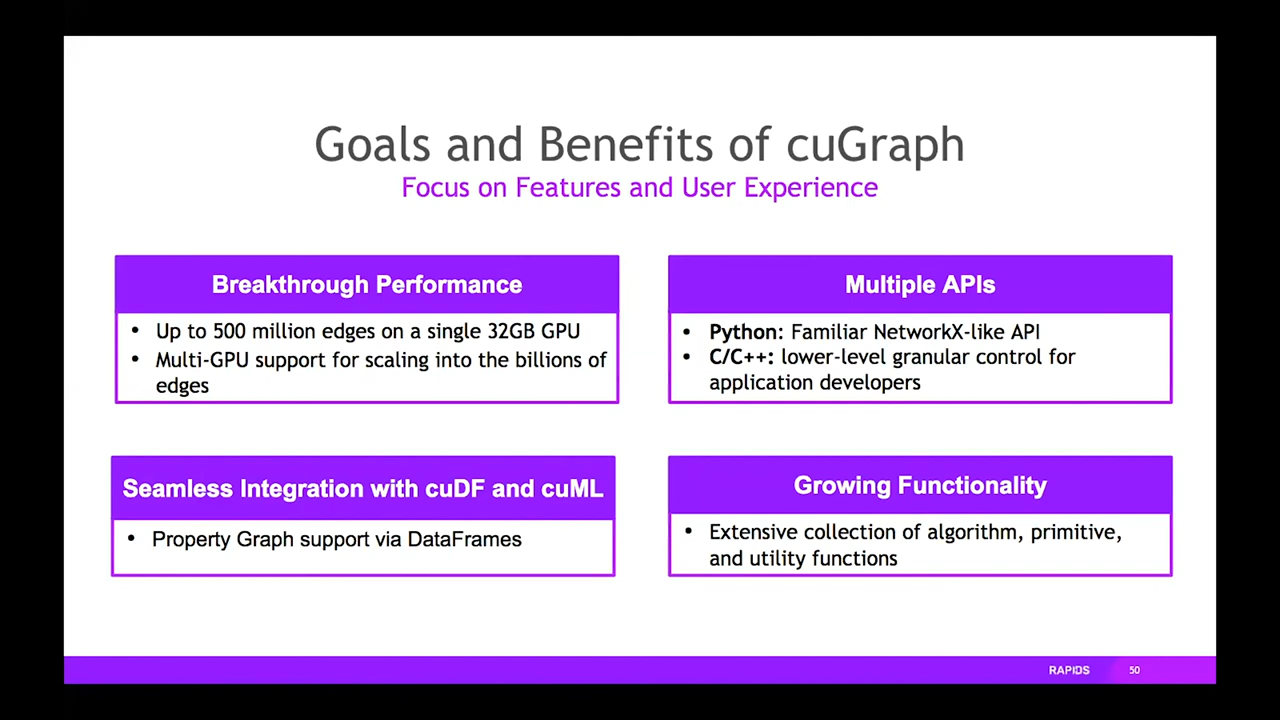 Goals and Benefits of cuGraph
Focus on Features and User Experience
Breakthrough Performance
• Up to 500 million edges on a single 32GB GPU
• Multi-GPU support for scaling into the billions of
edges
Multiple APIs
• Python: Familiar NetworkX-like API
• C/C++: lower-level granular control for
application developers
Seamless Integration with cuDF and cuML
• Property Graph support via DataFrames
Growing Functionality
• Extensive collection of algorithm, primitive,
and utility functions
RAPIDS 50